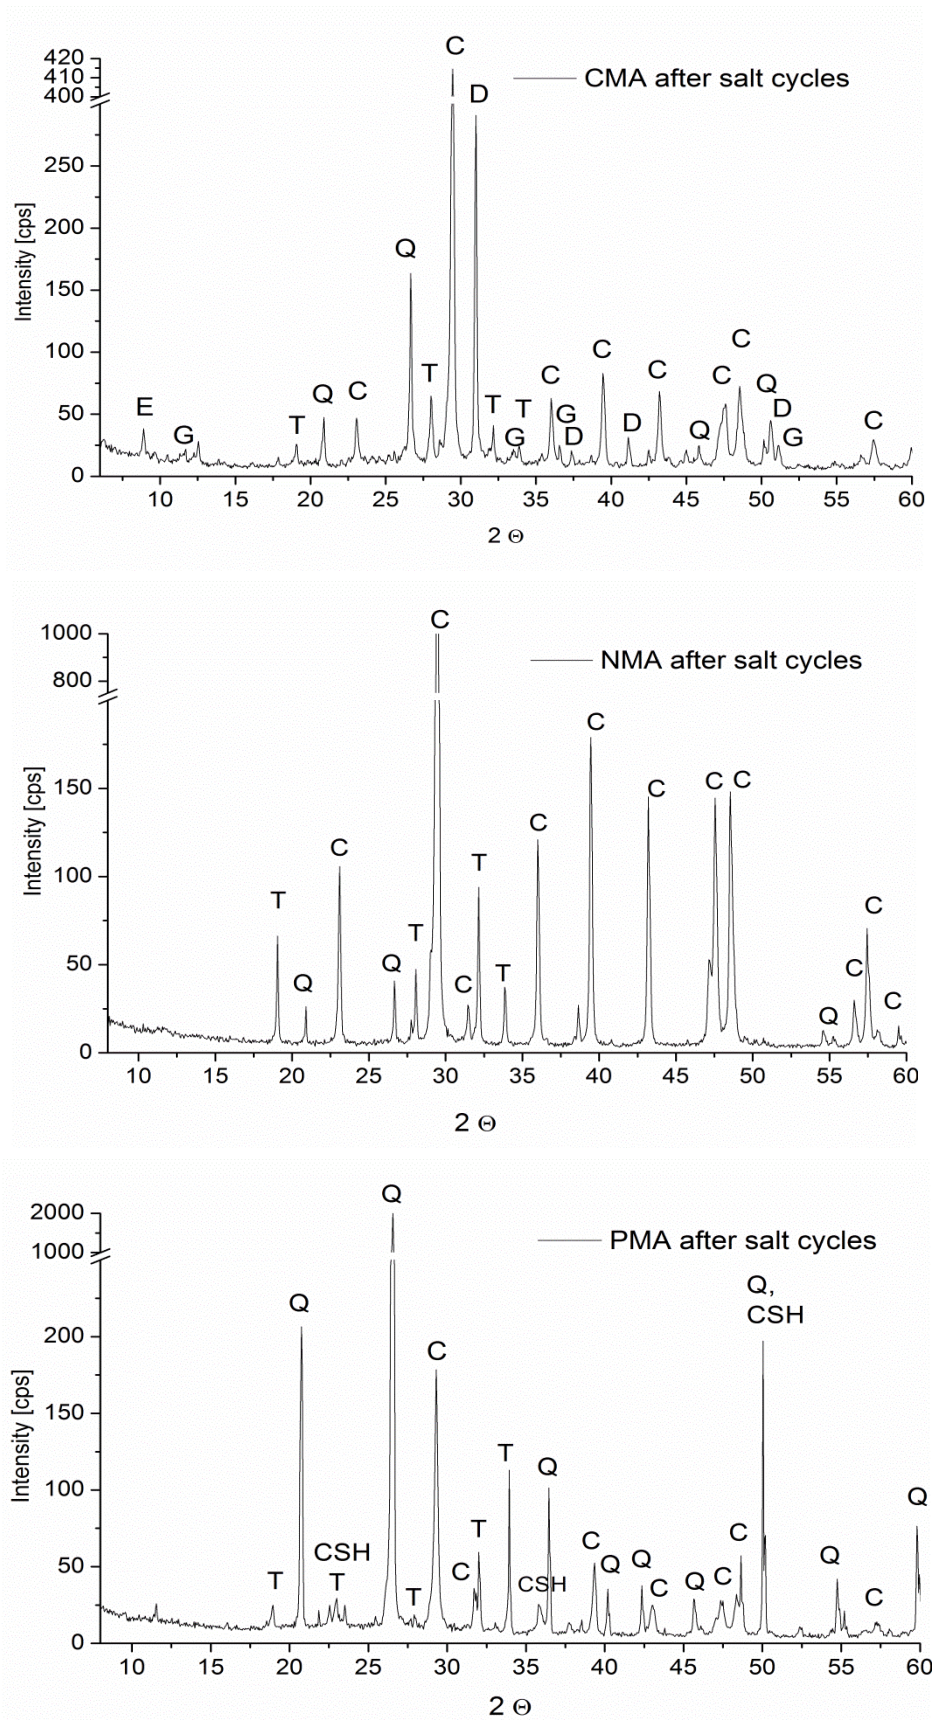 C
420
410
400
CMA after salt cycles
D
250
Q
200
150
100
T
Q
C
T
T
C
G
D
C
D
C
Q
C
C
Q
D
G
C
50
E
G
T
G
0
10
15
20
25
30
35
40
45
50
55
60
Intensity [cps]
2 Θ
C
1000
800
NMA after salt cycles
C
150
C
C
C
C
T
C
100
T
Q
Q
T
C
T
50
C
Q
C
C
0
10
15
20
25
30
35
40
45
50
55
60
Intensity [cps]
2 Θ
Q
2000
1000
PMA after salt cycles
Q,
CSH
Q
C
200
150
T
Q
100
Q
T
CSH
T
T
T
C
CSH
C
Q
Q
C
Q
C
C
Q
C
50
0
10
15
20
25
30
35
40
45
50
55
60
Intensity [cps]
2 Θ